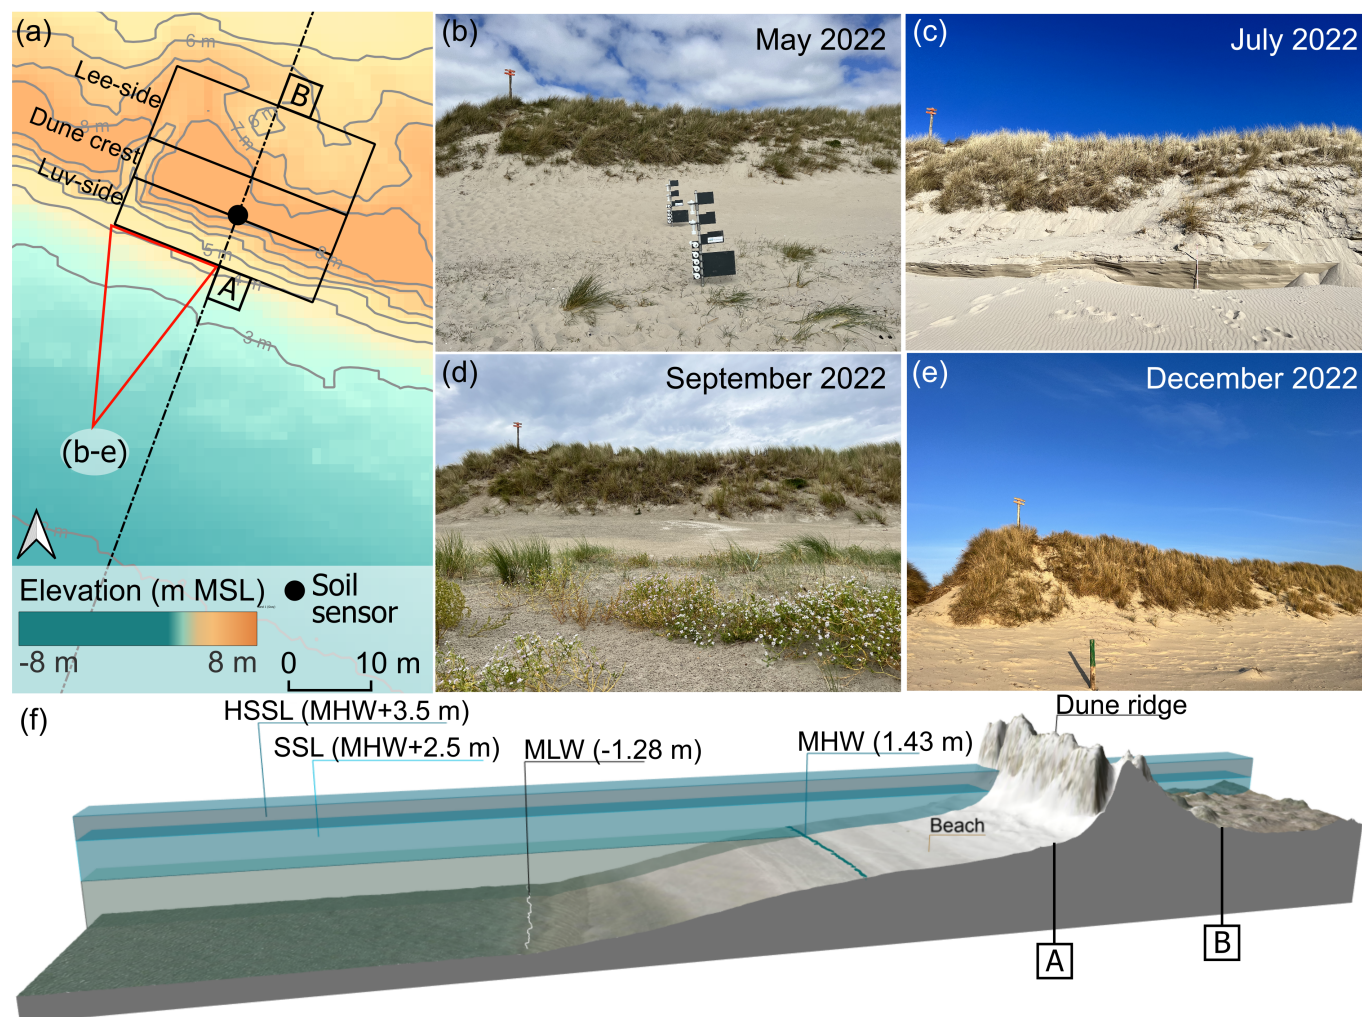 (a)
6 m
Lee-side
B
8 m
Dune crest
6 m
7 m
Luv-side
5 m
8 m
A
3 m
(b-e)
m
Elevation (m MSL)
-8 m
8 m
Soil
sensor
0
10 m
(b)
May 2022
(c)
July 2022
(d)
September 2022
(e)
December 2022
(f)
HSSL (MHW+3.5 m)
SSL (MHW+2.5 m)
MLW (-1.28 m)
MHW (1.43 m)
Dune ridge
Beach
A
B